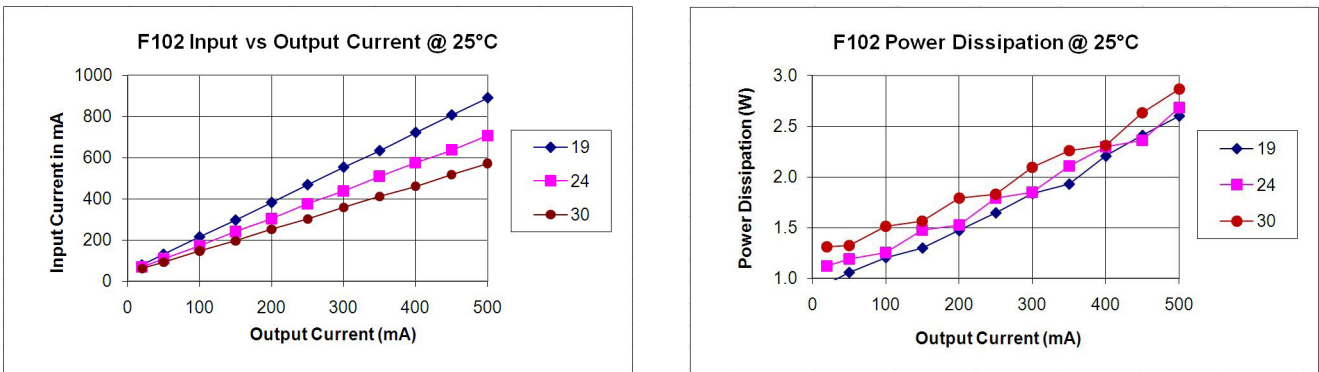 F102 Input vs Output Current @ 25°C
Input Current in mA
1000
800
600
400
200
0
0 100 200 300 400 500
Output Current (mA)
19
24
30
F102 Power Dissipation @ 25°C
Power Dissipation (W)
3.0
2.5
2.0
1.5
1.0
0 100 200 300 400 500
Output Current (mA)
19
24
30